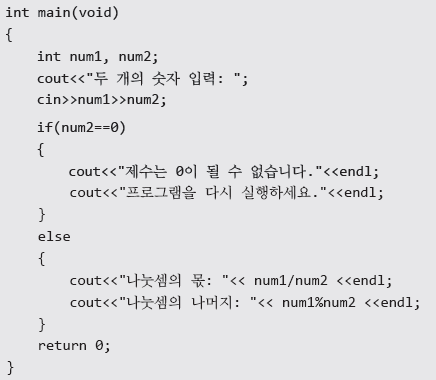 int main(void)
{
    int num1, num2;
    cout<<"두 개의 숫자 입력: ";
    cin>>num1>>num2;
    if(num2==0)
    {
        cout<<"제수는 0이 될 수 없습니다."<<endl;
        cout<<"프로그램을 다시 실행하세요."<<endl;
    }
    else
    {
        cout<<"나눗셈의 몫: "<< num1/num2 <<endl;
        cout<<"나눗셈의 나머지: "<< num1%num2 <<endl;
    }
    return 0;
}